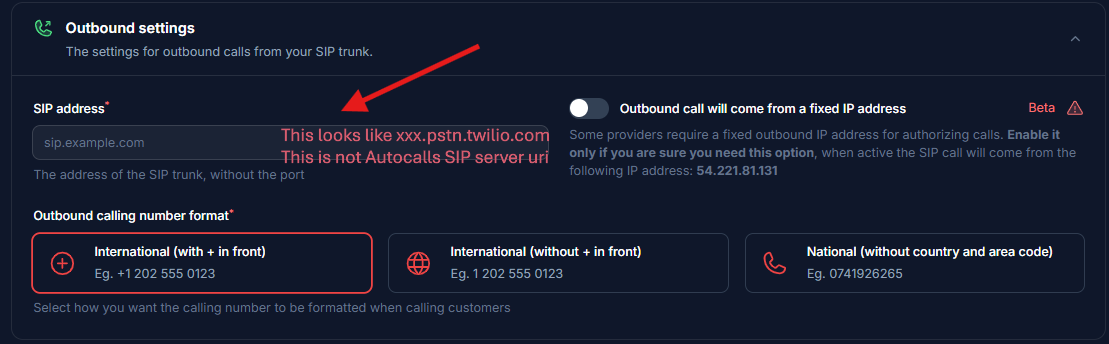 Outbound settings
The settings for outbound calls from your SIP trunk.
SIP address*
sip.example.com
This looks like xxx.pstn.twilio.com
This is not Autocalls SIP server uri
The address of the SIP trunk, without the port
Outbound call will come from a fixed IP address
Beta
Some providers require a fixed outbound IP address for authorizing calls. Enable it
only if you are sure you need this option, when active the SIP call will come from the
following IP address: 54.221.81.131
Outbound calling number format*
International (with + in front)
Eg. +1 202 555 0123
International (without + in front)
Eg. 1 202 555 0123
National (without country and area code)
Eg. 0741926265
Select how you want the calling number to be formatted when calling customers